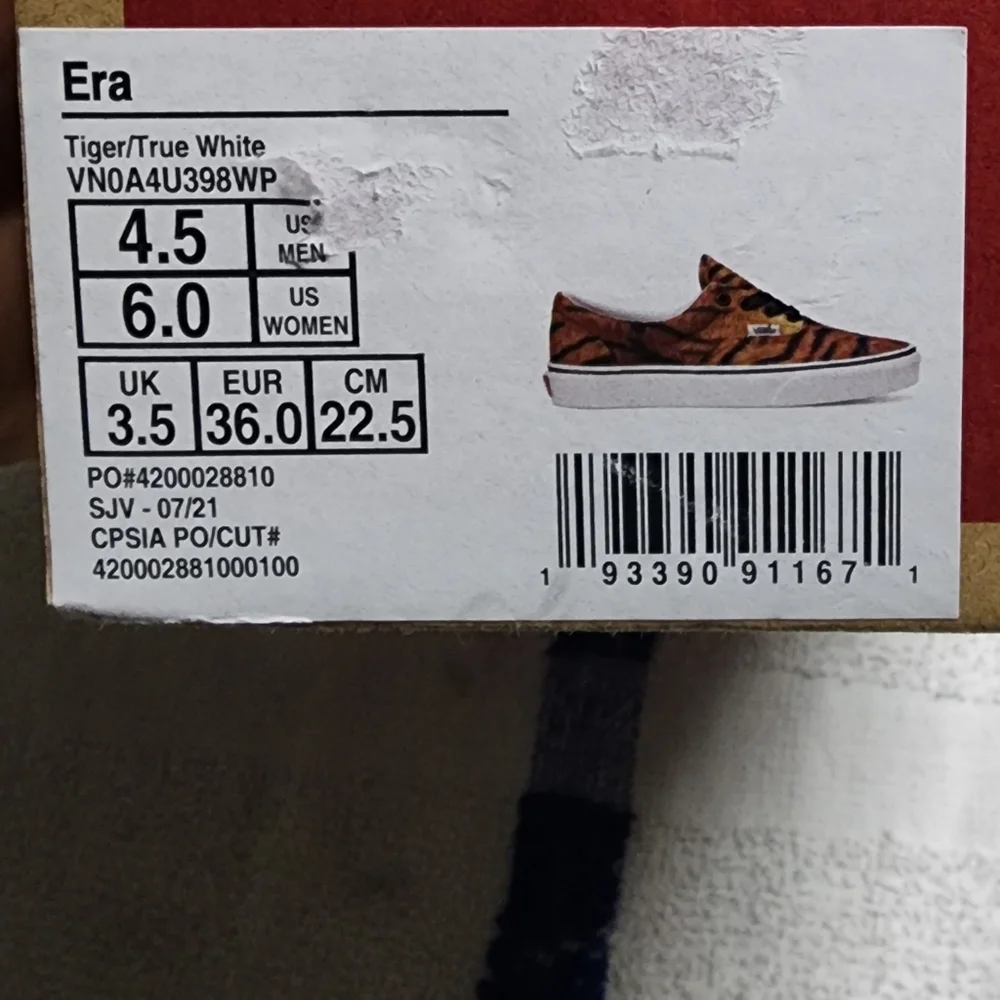 Era
Tiger/True White
VN0A4U398WP
4.5 US MEN
6.0 US WOMEN
UK EUR CM
3.5 36.0 22.5
PO#4200028810
SJV - 07/21
CPSIA PO/CUT#
420002881000100
1 93390 91167 1